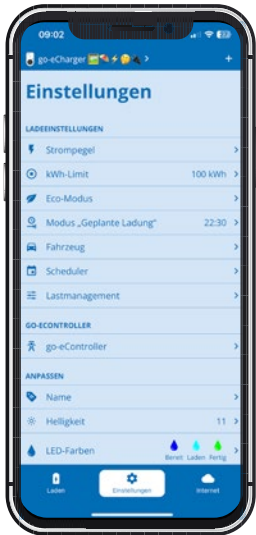 09:02
go-eCharger
+
Einstellungen
LADEEINSTELLUNGEN
Strompegel
kWh-Limit 100 kWh
Eco-Modus
Modus „Geplante Ladung" 22:30
Fahrzeug
Scheduler
Lastmanagement
GO-ECONTROLLER
go-eController
ANPASSEN
Name
Helligkeit 11
LED-Farben Bereit Laden Fertig
Laden Einstellungen Internet